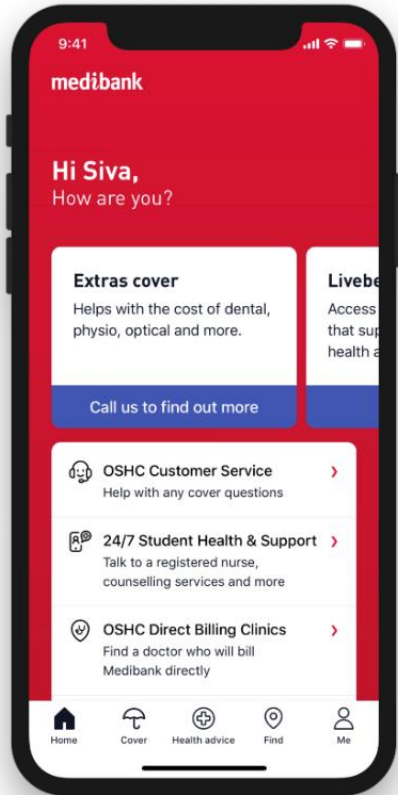 9:41
medibank
Hi Siva,
How are you?
Extras cover
Helps with the cost of dental,
physio, optical and more.
Call us to find out more
Access
health a
OSHC Customer Service
Help with any cover questions
24/7 Student Health & Support
Talk to a registered nurse,
counselling services and more
OSHC Direct Billing Clinics
Find a doctor who will bill
Medibank directly
Home
Cover
Health advice
Find
Me